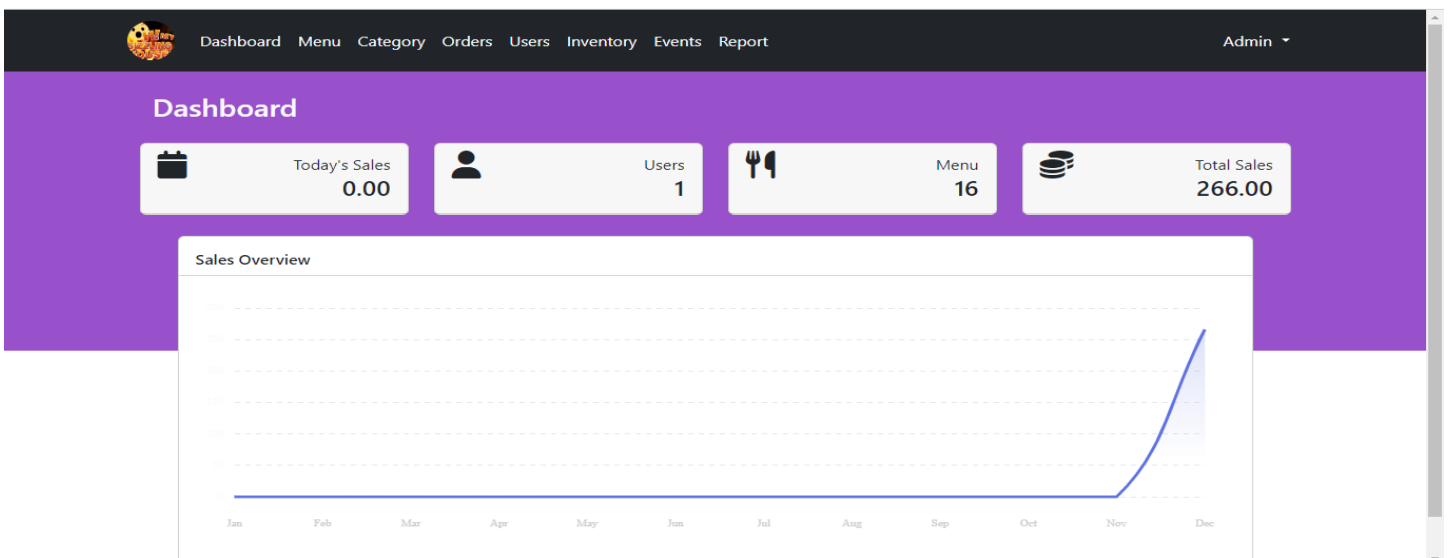 Dashboard Menu Category Orders Users Inventory Events Report Admin
Dashboard
Today's Sales
0.00
Users
1
Menu
16
Total Sales
266.00
Sales Overview
Jan Feb Mar Apr May Jun Jul Aug Sep Oct Nov Dec